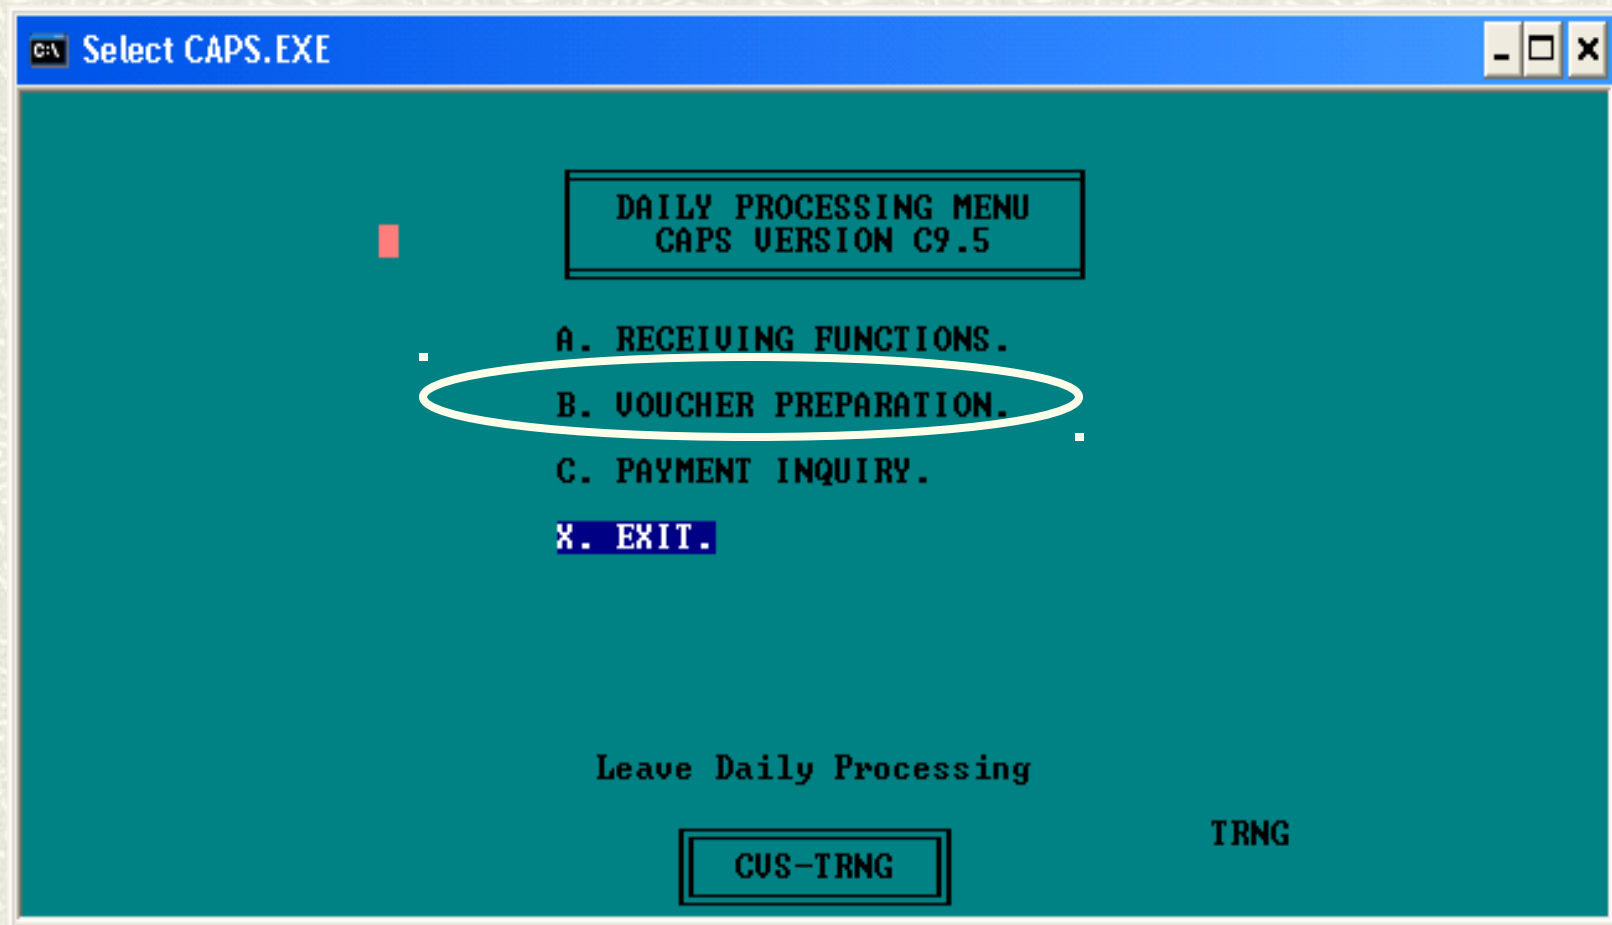 C:\
Select CAPS.EXE
DAILY PROCESSING MENU
CAPS VERSION C9.5
A. RECEIVING FUNCTIONS.
B. VOUCHER PREPARATION.
C. PAYMENT INQUIRY.
X. EXIT.
Leave Daily Processing
TRNG
CVS-TRNG